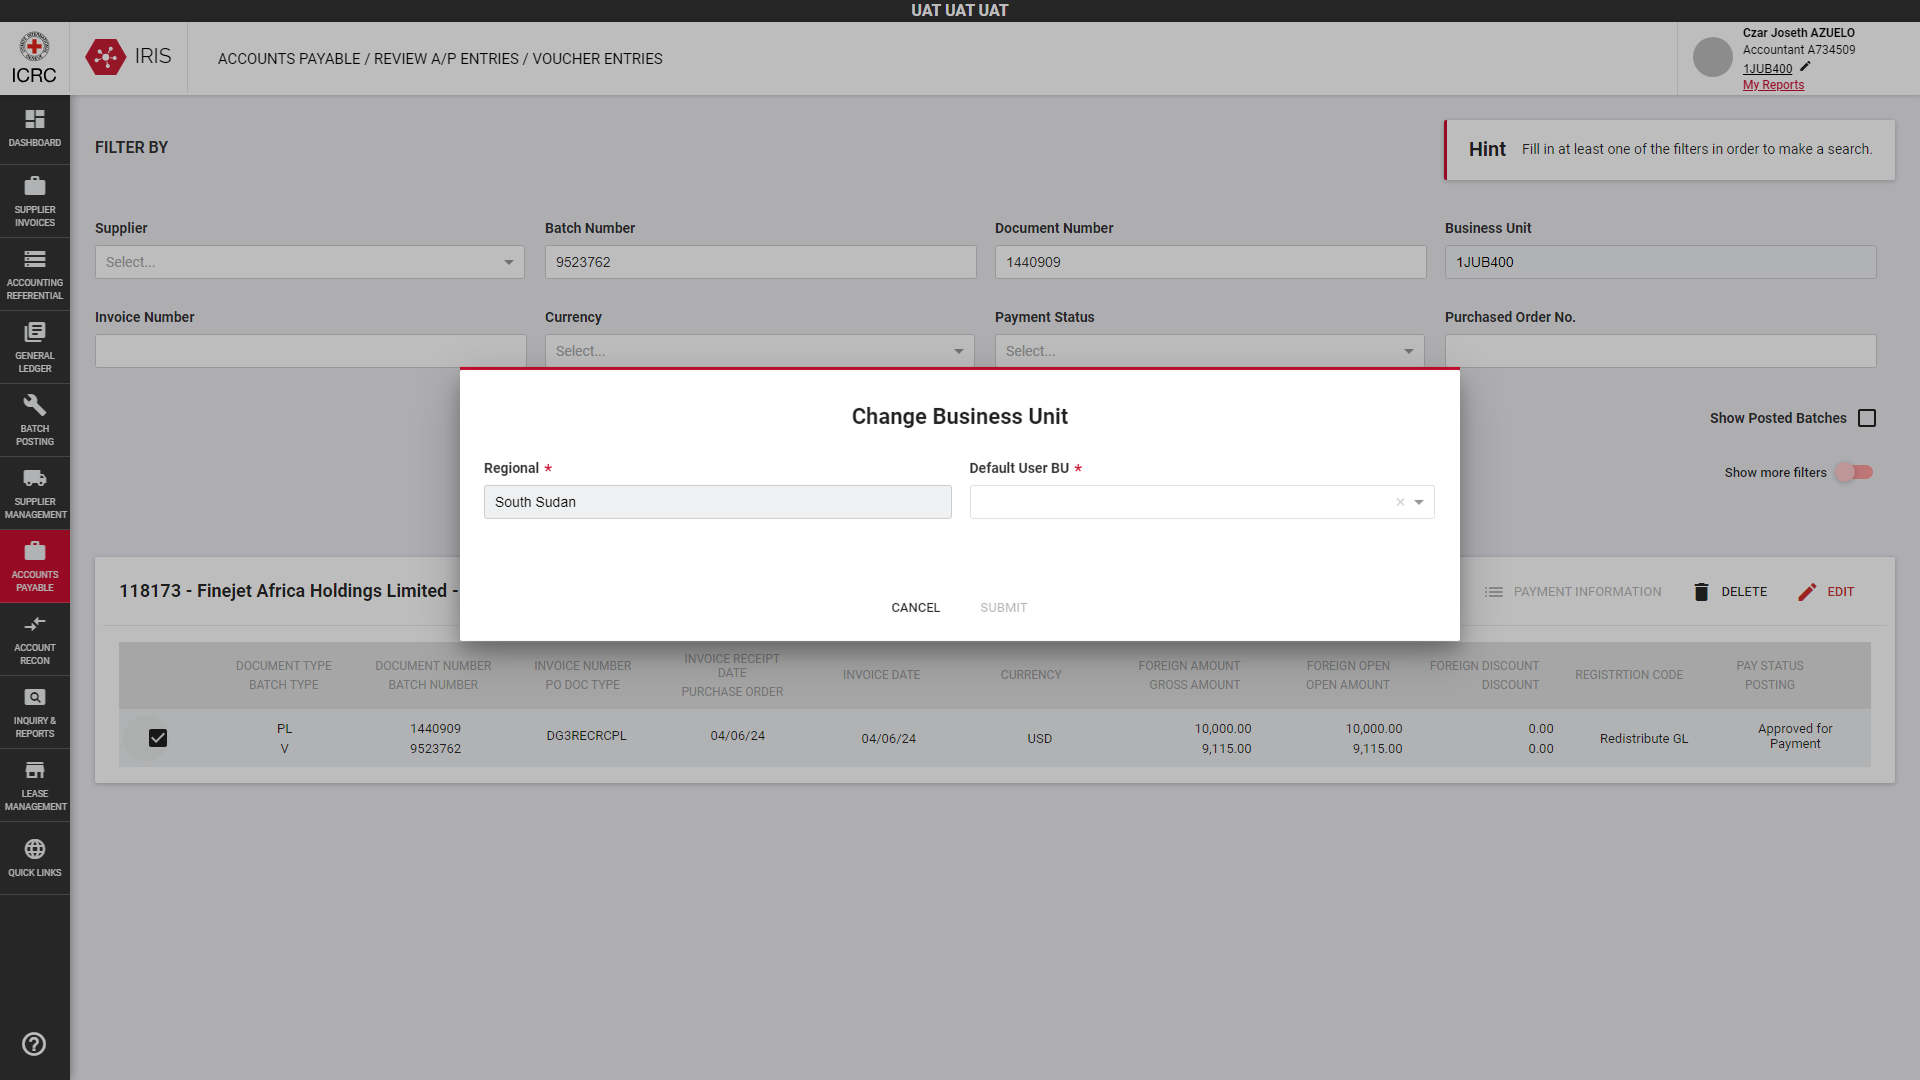 UAT UAT UAT
ICRC
IRIS
ACCOUNTS PAYABLE / REVIEW A/P ENTRIES / VOUCHER ENTRIES
Czar Joseth AZUELO
Accountant A734509
1JUB400
My Reports
DASHBOARD
SUPPLIER
INVOICES
ACCOUNTING
REFERENTIAL
GENERAL
LEDGER
BATCH
POSTING
SUPPLIER
MANAGEMENT
ACCOUNTS
PAYABLE
ACCOUNT
RECON
INQUIRY &
REPORTS
LEASE
MANAGEMENT
QUICK LINKS
FILTER BY
Hint Fill in at least one of the filters in order to make a search.
Supplier Batch Number Document Number Business Unit
Select... 9523762 1440909 1JUB400
Invoice Number Currency Payment Status Purchased Order No.
Select... Select...
Show Posted Batches
Show more filters
Change Business Unit
Regional * Default User BU *
South Sudan
CANCEL SUBMIT
118173 - Finejet Africa Holdings Limited -
PAYMENT INFORMATION DELETE EDIT
DOCUMENT TYPE
BATCH TYPE
DOCUMENT NUMBER
BATCH NUMBER
INVOICE NUMBER
PO DOC TYPE
INVOICE RECEIPT
DATE
PURCHASE ORDER
INVOICE DATE
CURRENCY
FOREIGN AMOUNT
GROSS AMOUNT
FOREIGN OPEN
OPEN AMOUNT
FOREIGN DISCOUNT
DISCOUNT
REGISTRTION CODE
PAY STATUS
POSTING
PL
V
1440909
9523762
DG3RECRCPL
04/06/24
04/06/24
USD
10,000.00
9,115.00
10,000.00
9,115.00
0.00
0.00
Redistribute GL
Approved for
Payment